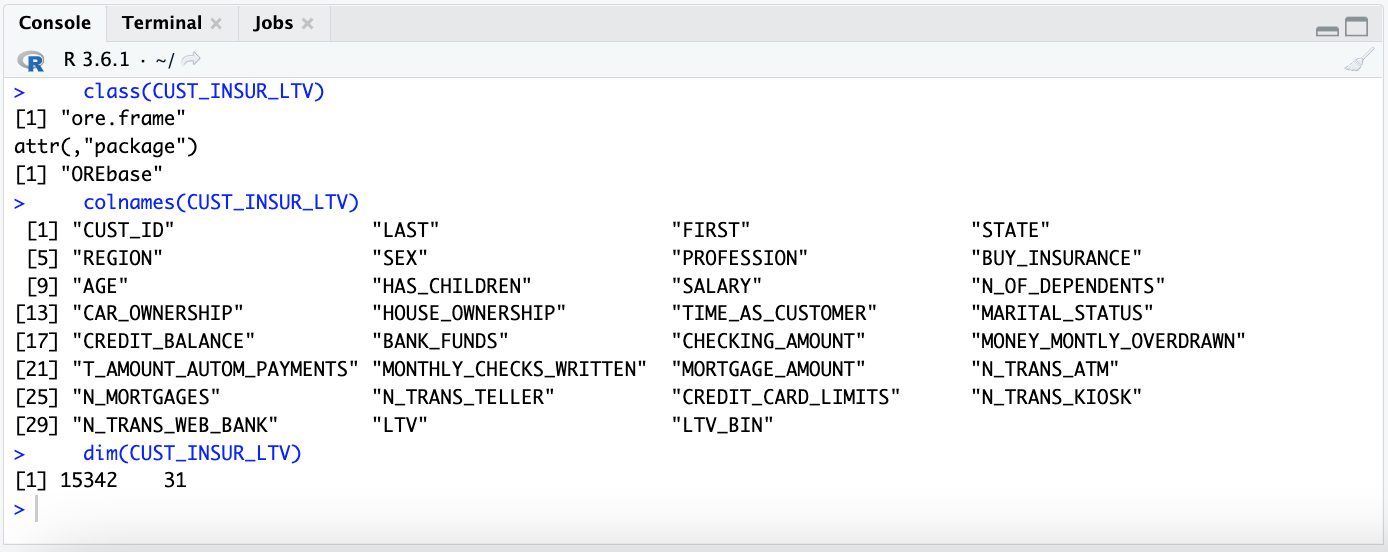 Console Terminal × Jobs ×
R R 3.6.1 · ~/
> class(CUST_INSUR_LTV)
[1] "ore.frame"
attr(,"package")
[1] "OREbase"
> colnames(CUST_INSUR_LTV)
[1] "CUST_ID" "LAST" "FIRST" "STATE"
[5] "REGION" "SEX" "PROFESSION" "BUY_INSURANCE"
[9] "AGE" "HAS_CHILDREN" "SALARY" "N_OF_DEPENDENTS"
[13] "CAR_OWNERSHIP" "HOUSE_OWNERSHIP" "TIME_AS_CUSTOMER" "MARITAL_STATUS"
[17] "CREDIT_BALANCE" "BANK_FUNDS" "CHECKING_AMOUNT" "MONEY_MONTLY_OVERDRAWN"
[21] "T_AMOUNT_AUTOM_PAYMENTS" "MONTHLY_CHECKS_WRITTEN" "MORTGAGE_AMOUNT" "N_TRANS_ATM"
[25] "N_MORTGAGES" "N_TRANS_TELLER" "CREDIT_CARD_LIMITS" "N_TRANS_KIOSK"
[29] "N_TRANS_WEB_BANK" "LTV" "LTV_BIN"
> dim(CUST_INSUR_LTV)
[1] 15342 31
>